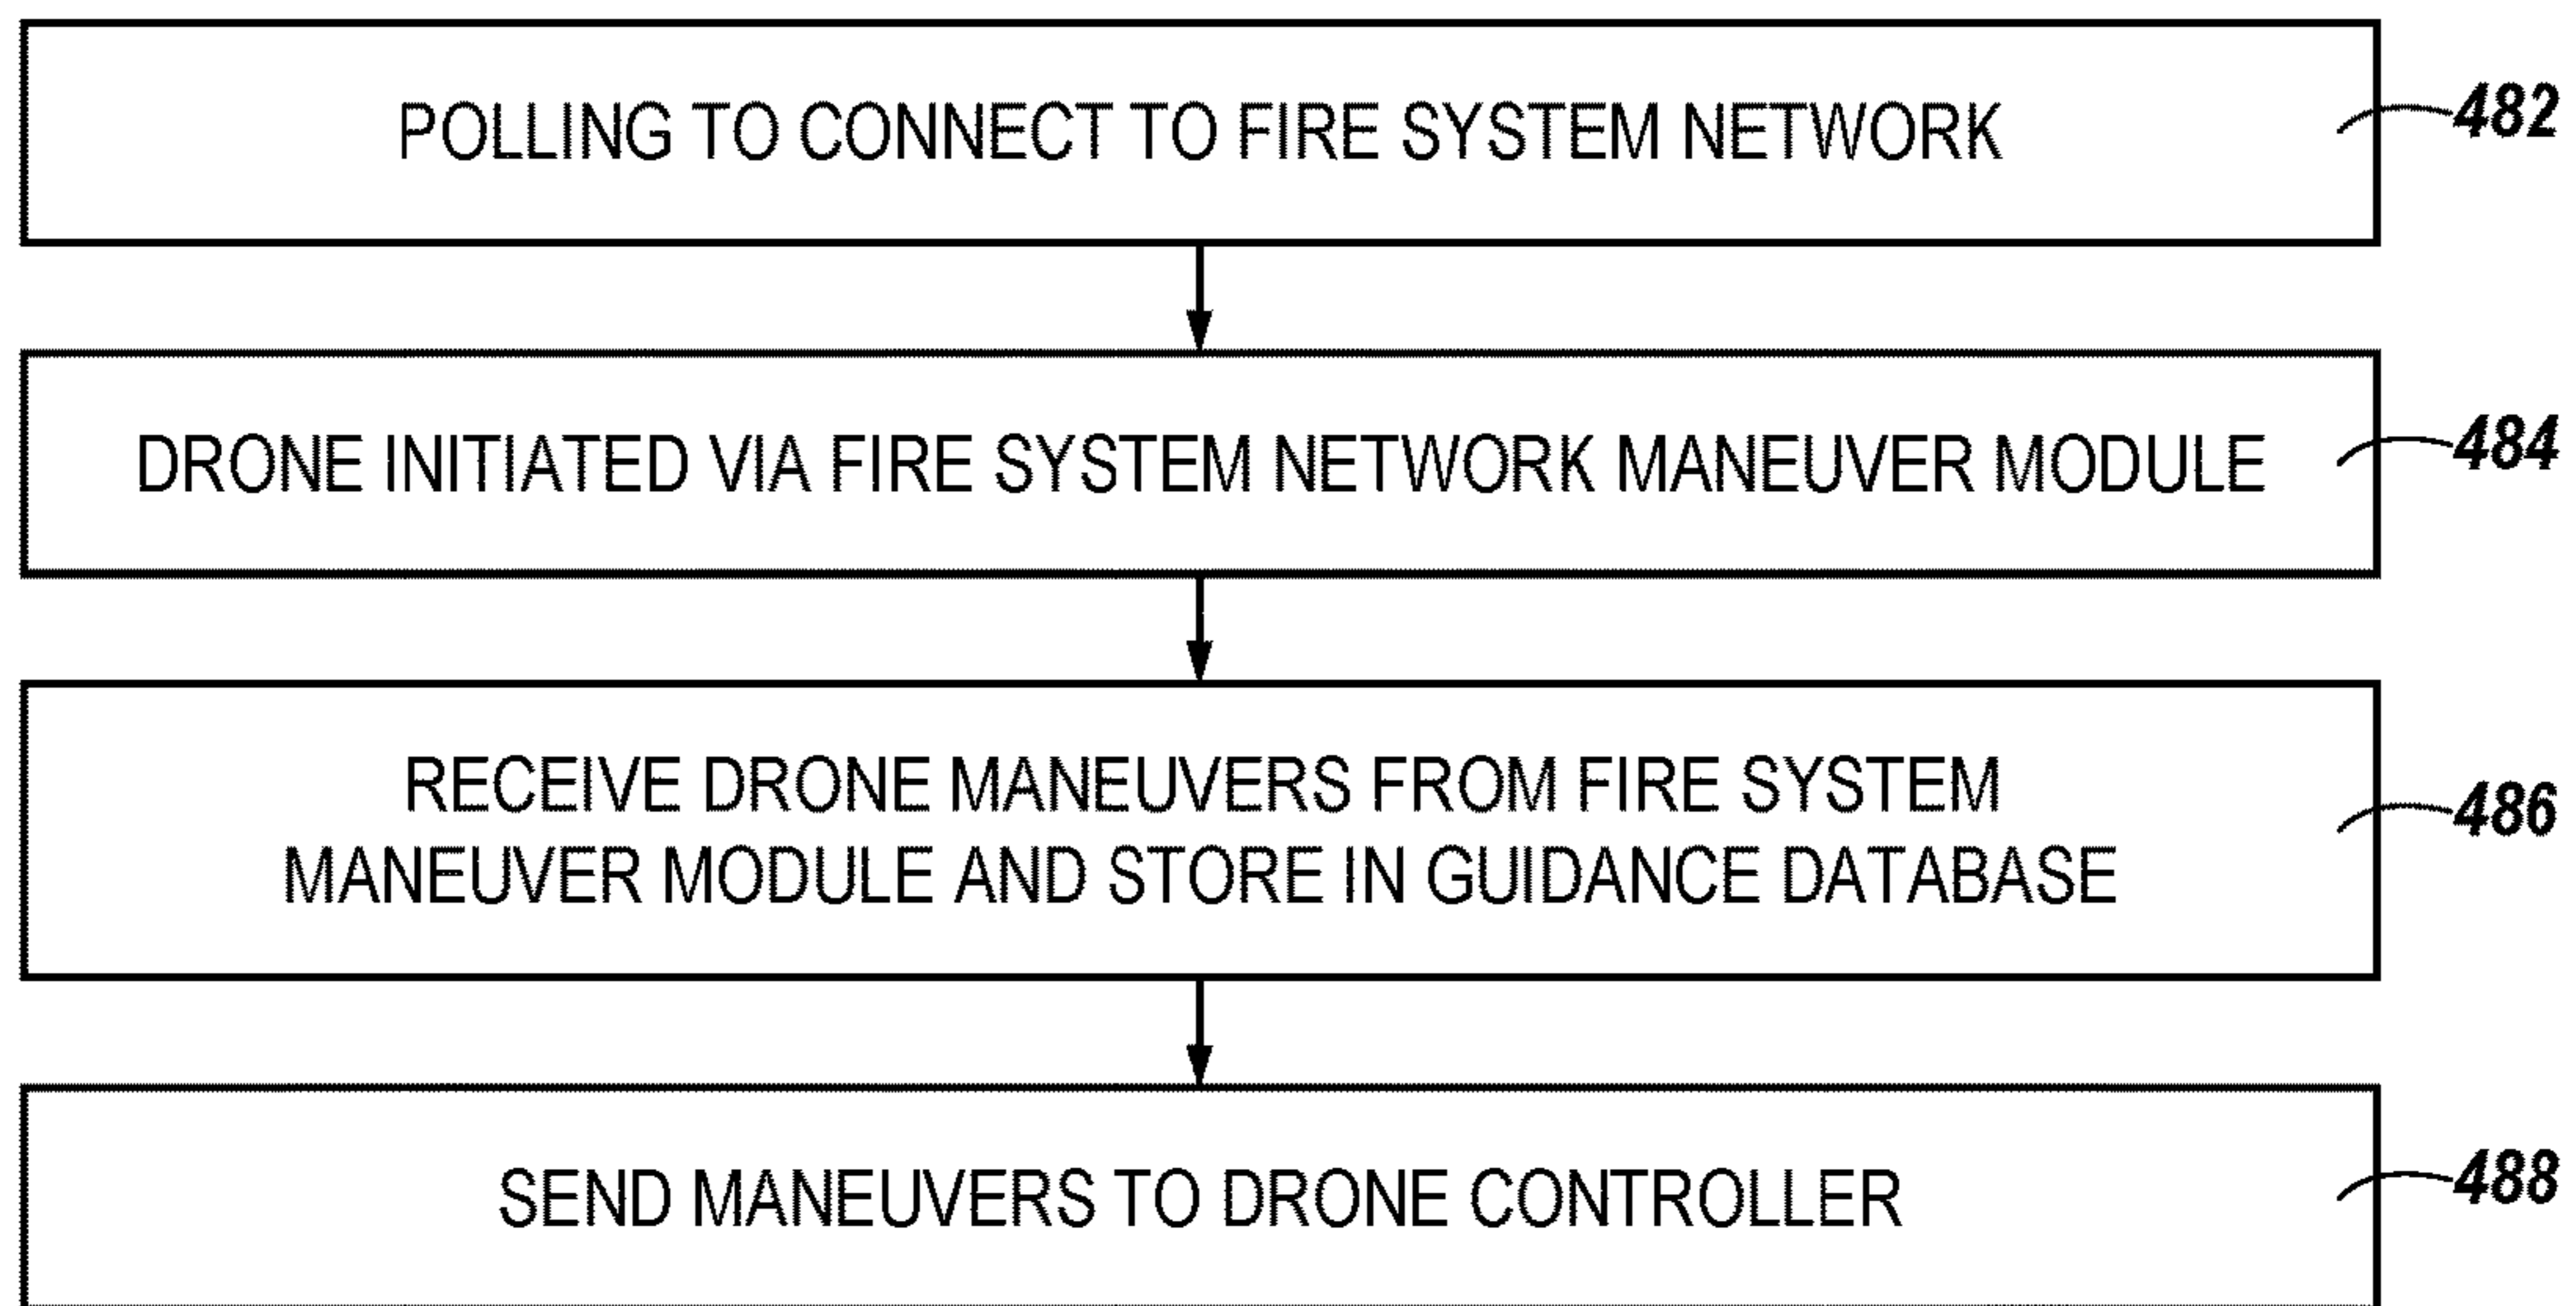 POLLING TO CONNECT TO FIRE SYSTEM NETWORK
482
DRONE INITIATED VIA FIRE SYSTEM NETWORK MANEUVER MODULE
484
RECEIVE DRONE MANEUVERS FROM FIRE SYSTEM
MANEUVER MODULE AND STORE IN GUIDANCE DATABASE
486
SEND MANEUVERS TO DRONE CONTROLLER
488